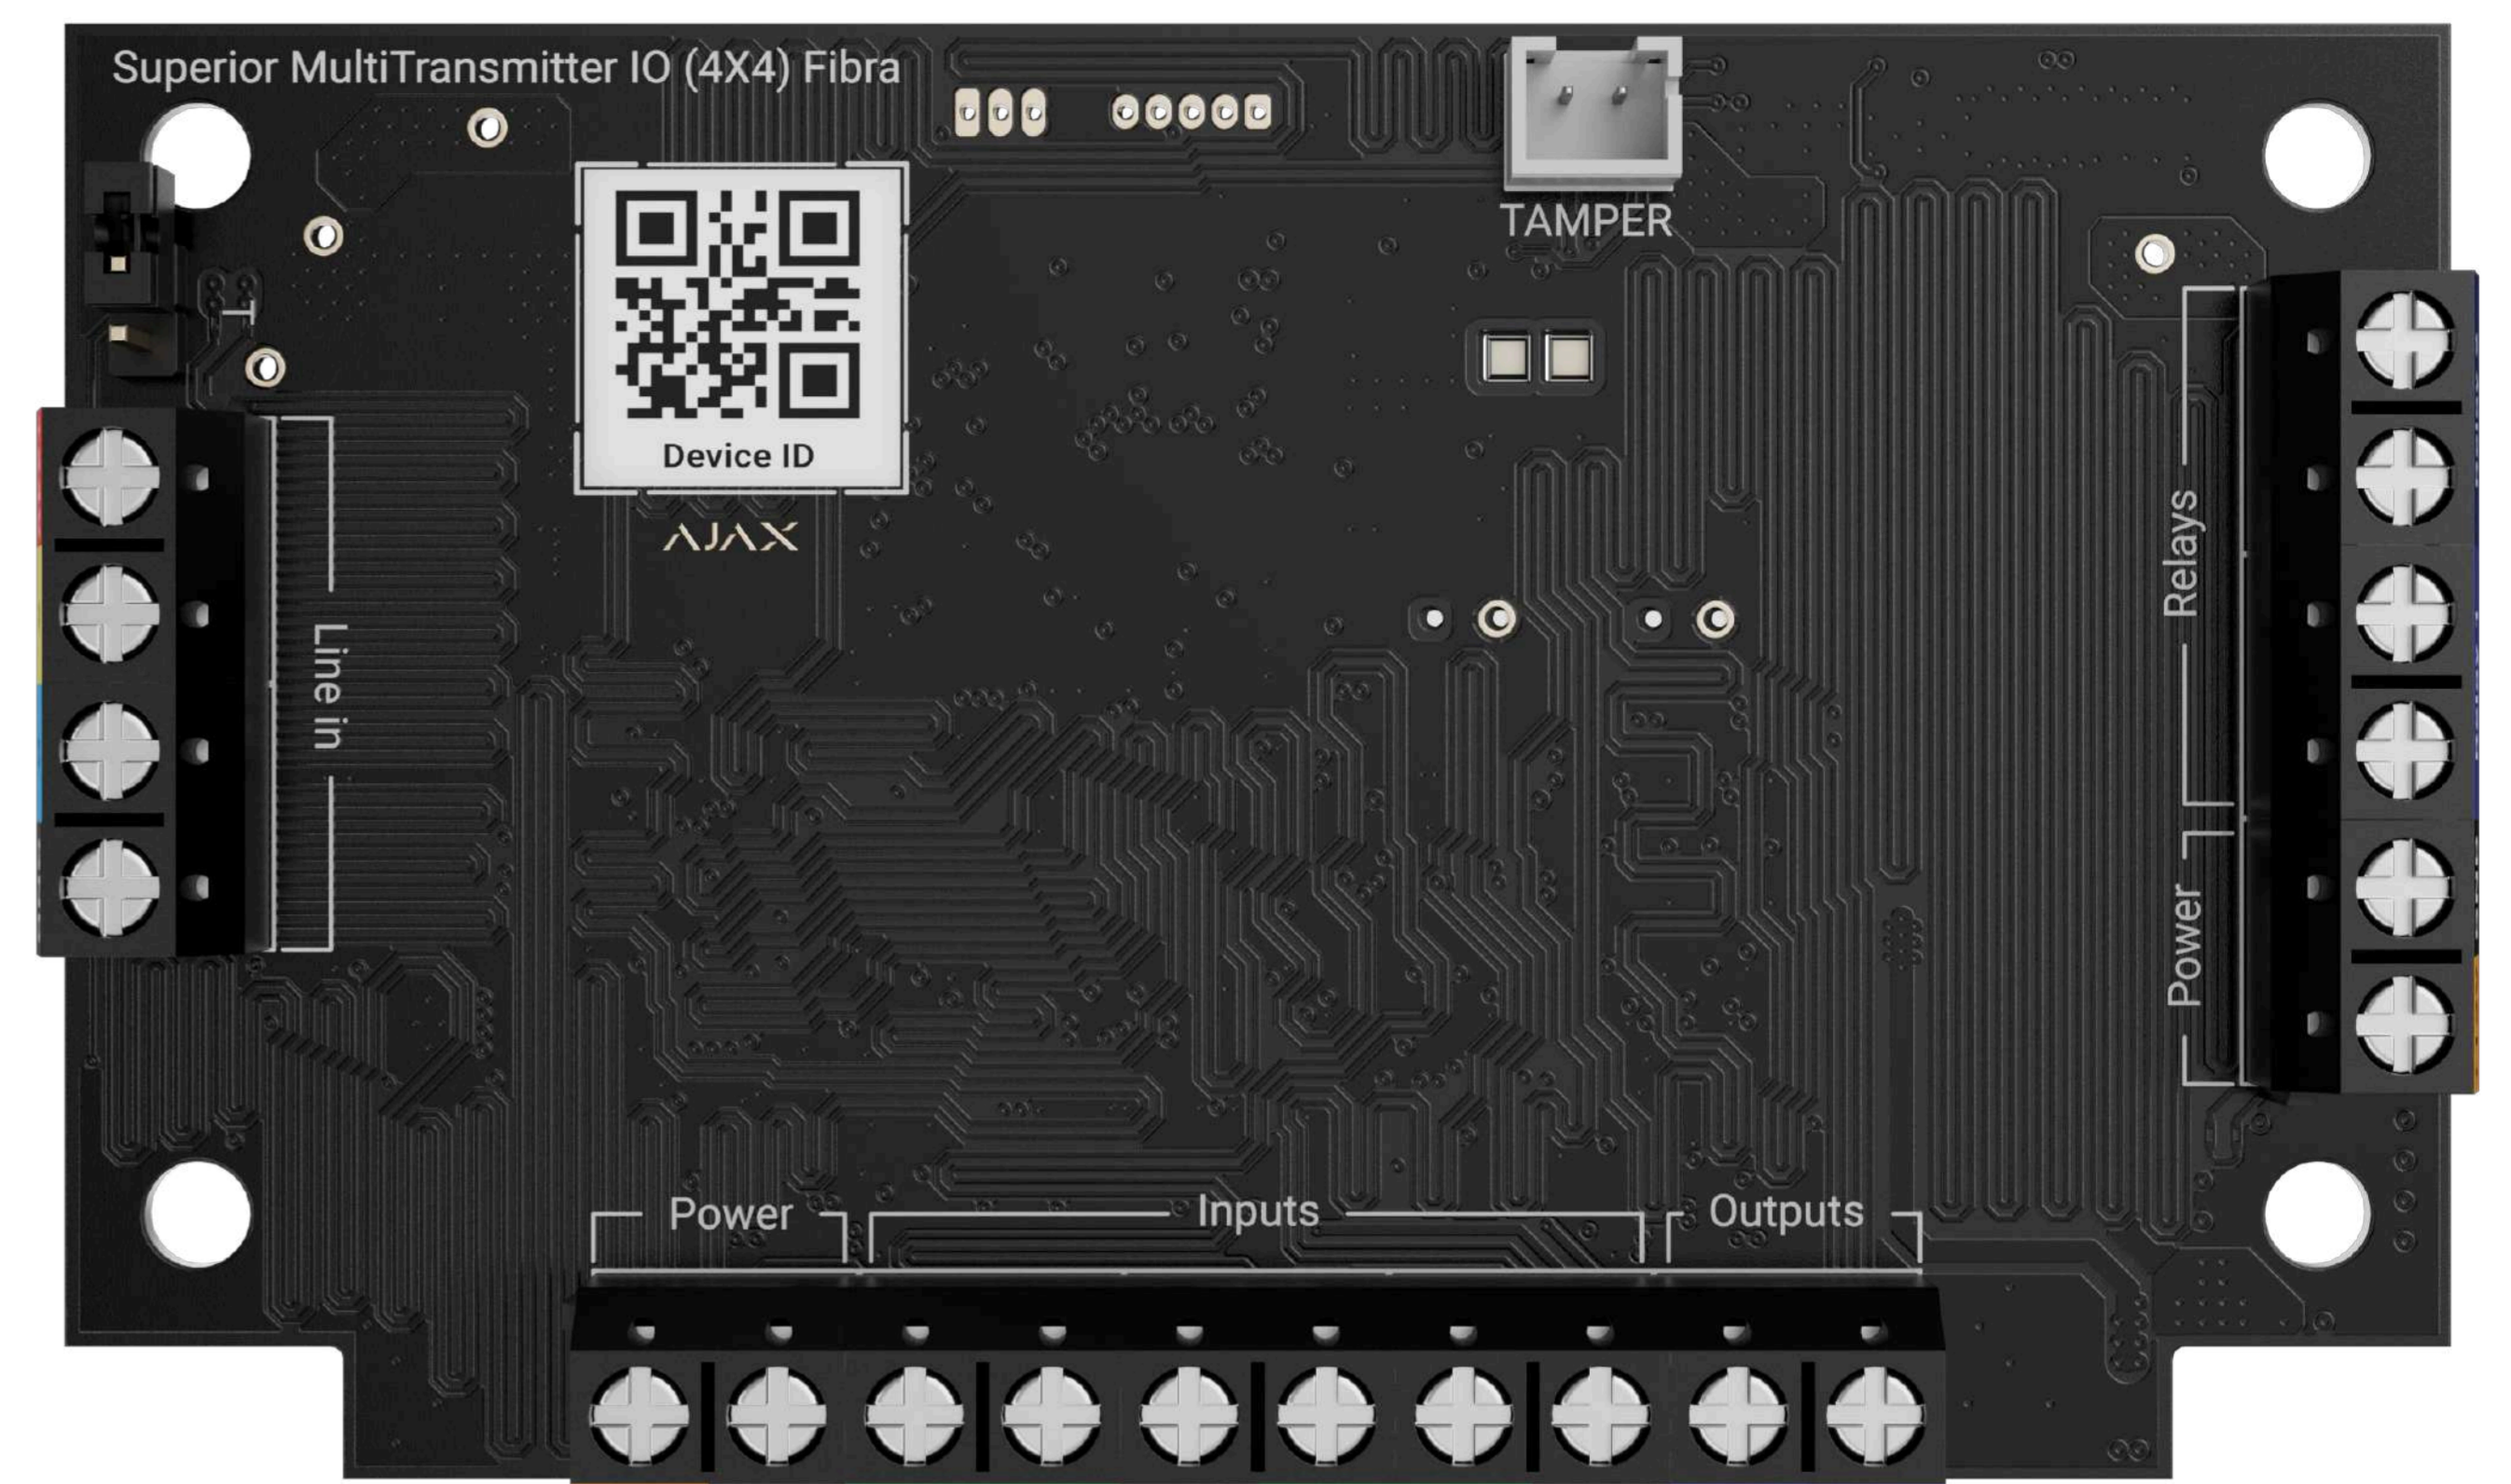 Superior MultiTransmitter IO (4X4) Fibra
TAMPER
Device ID
AJAX
Line in
Relays
Power
Power
Inputs
Outputs